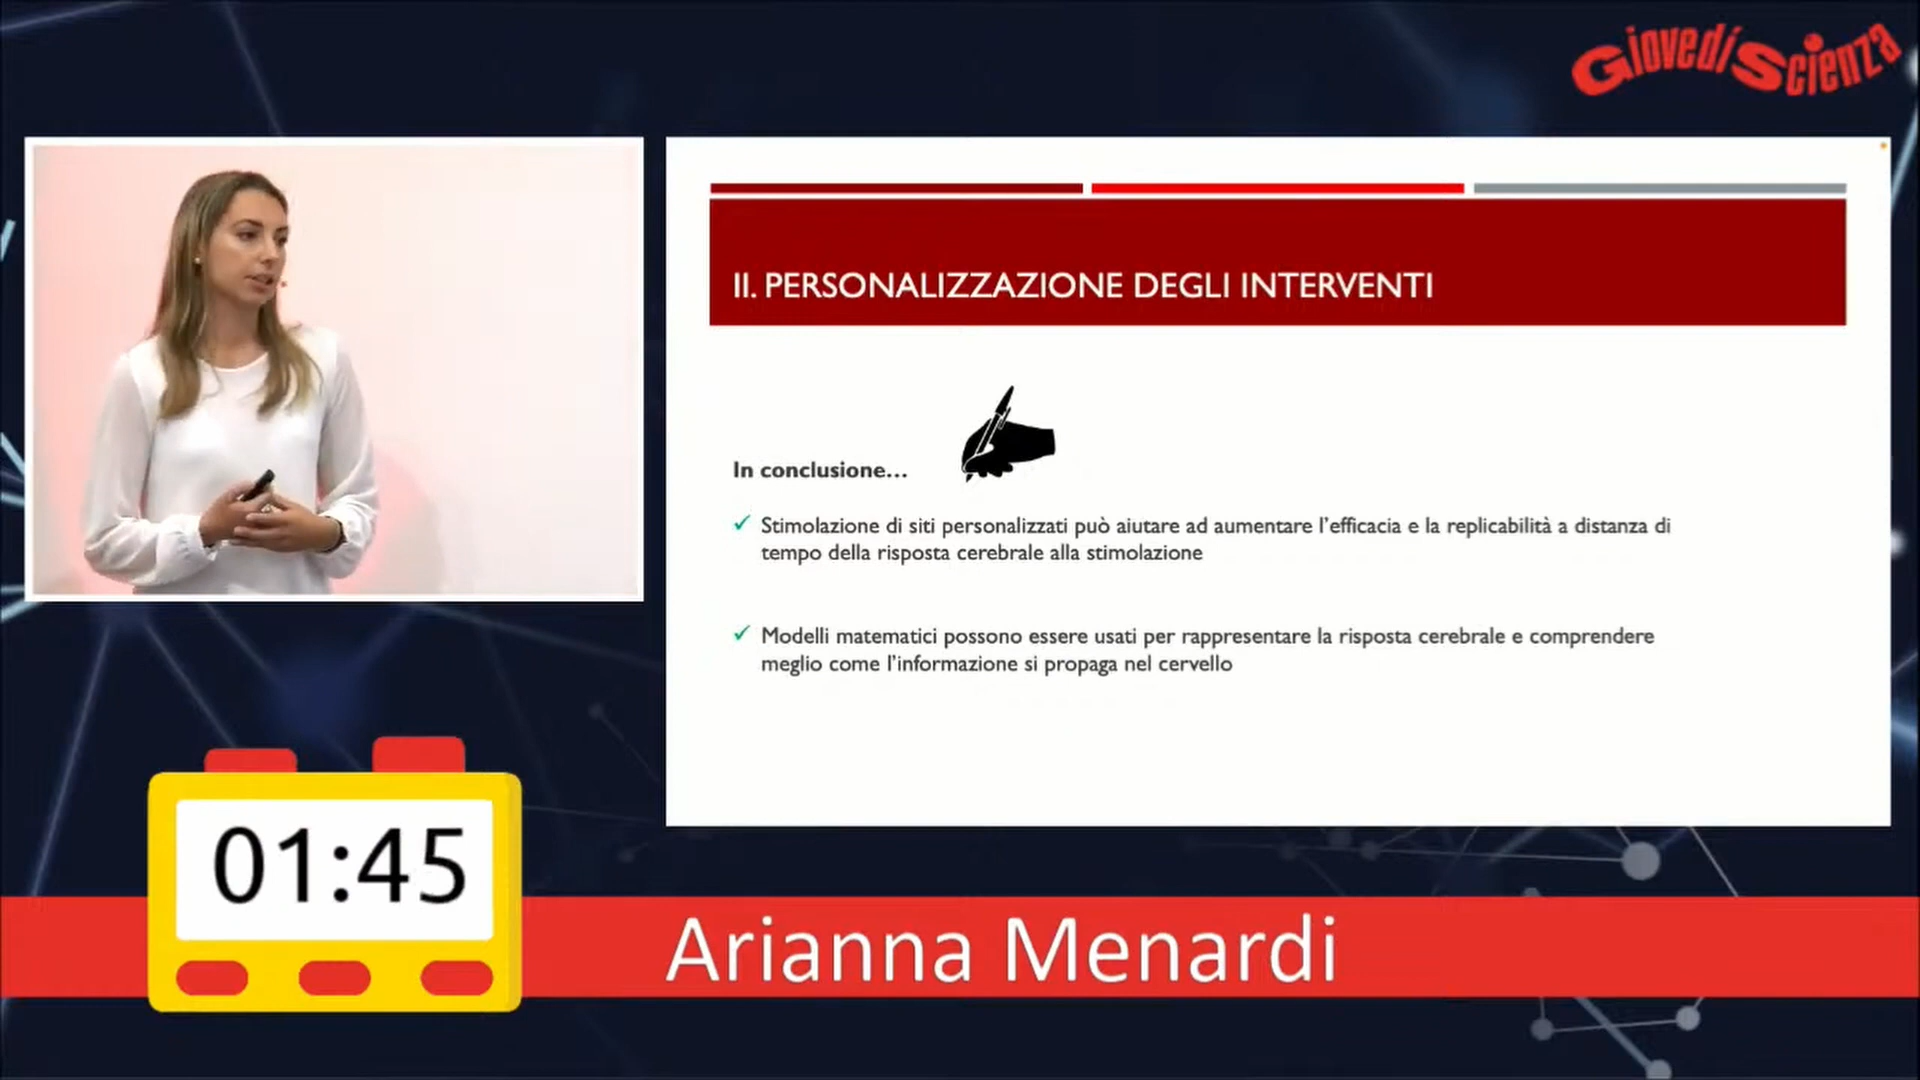 GiovedìScienza
II. PERSONALIZZAZIONE DEGLI INTERVENTI
In conclusione...
✓ Stimolazione di siti personalizzati può aiutare ad aumentare l'efficacia e la replicabilità a distanza di
tempo della risposta cerebrale alla stimolazione
✓ Modelli matematici possono essere usati per rappresentare la risposta cerebrale e comprendere
meglio come l'informazione si propaga nel cervello
01:45
Arianna Menardi